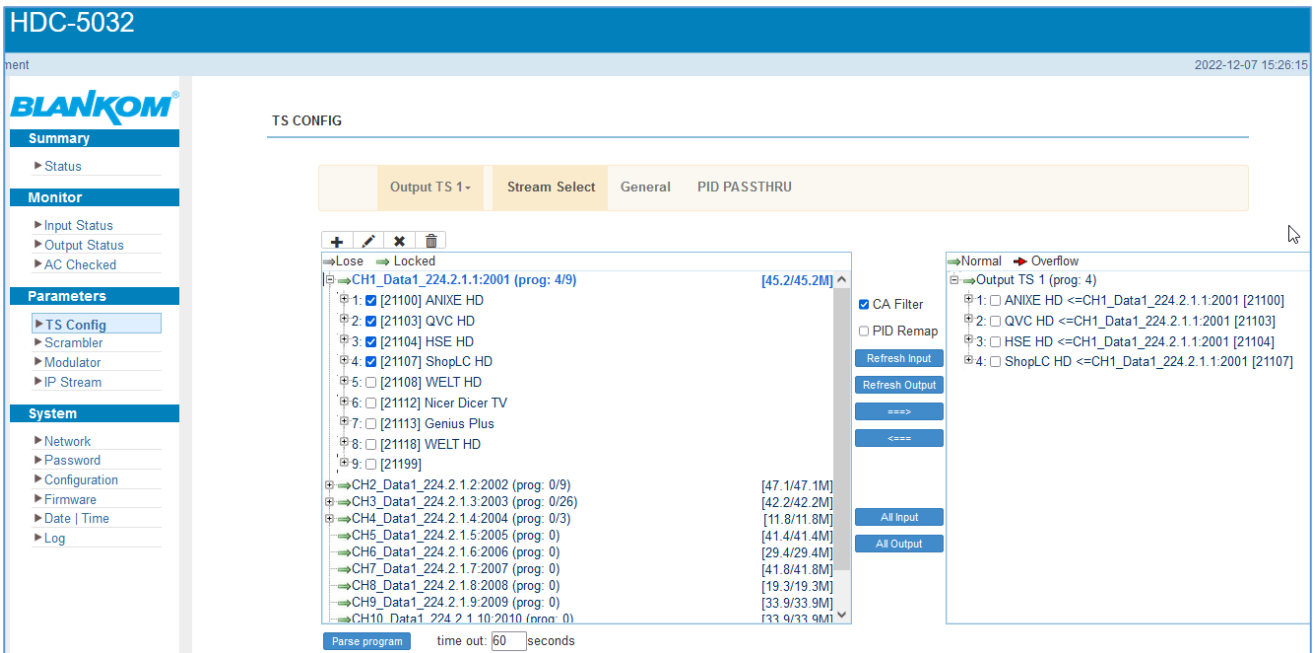 HDC-5032
ment
2022-12-07 15:26:15
BLANKOM®
Summary
Status
Monitor
Input Status
Output Status
AC Checked
Parameters
TS Config
Scrambler
Modulator
IP Stream
System
Network
Password
Configuration
Firmware
Date | Time
Log
TS CONFIG
Output TS 1 Stream Select General PID PASSTHRU
Lose Locked
CH1_Data1_224.2.1.1:2001 (prog: 4/9) [45.2/45.2M]
1: [21100] ANIXE HD
2: [21103] QVC HD
3: [21104] HSE HD
4: [21107] ShopLC HD
5: [21108] WELT HD
6: [21112] Nicer Dicer TV
7: [21113] Genius Plus
8: [21118] WELT HD
9: [21199]
CH2_Data1_224.2.1.2:2002 (prog: 0/9) [47.1/47.1M]
CH3_Data1_224.2.1.3:2003 (prog: 0/26) [42.2/42.2M]
CH4_Data1_224.2.1.4:2004 (prog: 0/3) [11.8/11.8M]
CH5_Data1_224.2.1.5:2005 (prog: 0) [41.4/41.4M]
CH6_Data1_224.2.1.6:2006 (prog: 0) [29.4/29.4M]
CH7_Data1_224.2.1.7:2007 (prog: 0) [41.8/41.8M]
CH8_Data1_224.2.1.8:2008 (prog: 0) [19.3/19.3M]
CH9_Data1_224.2.1.9:2009 (prog: 0) [33.9/33.9M]
CH10_Data1_224.2.1.10:2010 (prog: 0) [33.9/33.9M]
Parse program time out: 60 seconds
CA Filter
PID Remap
Refresh Input
Refresh Output
===>
<===
All Input
All Output
Normal Overflow
Output TS 1 (prog: 4)
1: ANIXE HD <=CH1_Data1_224.2.1.1:2001 [21100]
2: QVC HD <=CH1_Data1_224.2.1.1:2001 [21103]
3: HSE HD <=CH1_Data1_224.2.1.1:2001 [21104]
4: ShopLC HD <=CH1_Data1_224.2.1.1:2001 [21107]